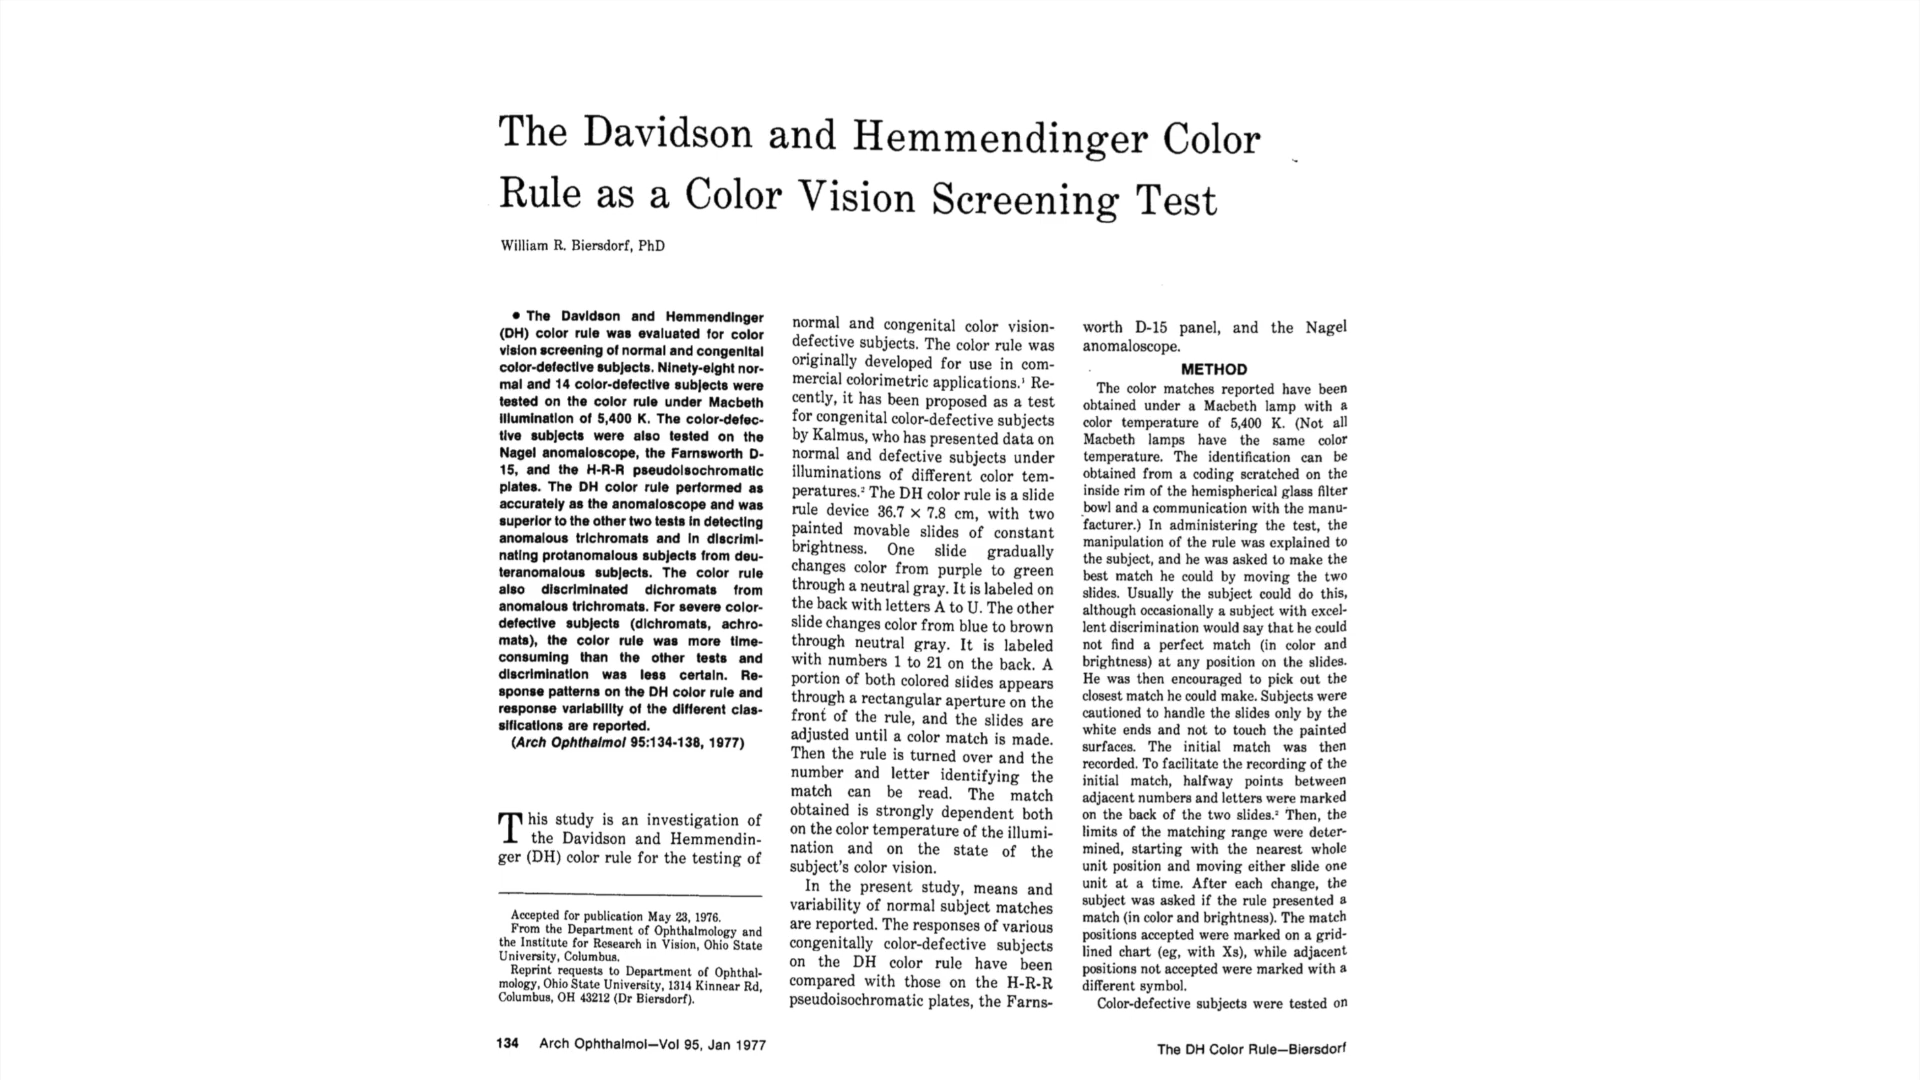 The Davidson and Hemmendinger Color
Rule as a Color Vision Screening Test
William R. Biersdorf, PhD
• The Davidson and Hemmendinger
(DH) color rule was evaluated for color
vision screening of normal and congenital
color-defective subjects. Ninety-eight nor-
mal and 14 color-defective subjects were
tested on the color rule under Macbeth
illumination of 5,400 K. The color-defec-
tive subjects were also tested on the
Nagel anomaloscope, the Farnsworth D-
15, and the H-R-R pseudoisochromatic
plates. The DH color rule performed as
accurately as the anomaloscope and was
superior to the other two tests in detecting
anomalous trichromats and in discrimi-
nating protanomalous subjects from deu-
teranomalous subjects. The color rule
also discriminated dichromats from
anomalous trichromats. For severe color-
defective subjects (dichromats, achro-
mats), the color rule was more time-
consuming than the other tests and
discrimination was less certain. Re-
sponse patterns on the DH color rule and
response variability of the different clas-
sifications are reported.
(Arch Ophthalmol 95:134-138, 1977)
This study is an investigation of
the Davidson and Hemmendin-
ger (DH) color rule for the testing of
Accepted for publication May 23, 1976.
From the Department of Ophthalmology and
the Institute for Research in Vision, Ohio State
University, Columbus.
Reprint requests to Department of Ophthal-
mology, Ohio State University, 1314 Kinnear Rd,
Columbus, OH 43212 (Dr Biersdorf).
normal and congenital color vision-
defective subjects. The color rule was
originally developed for use in com-
mercial colorimetric applications.¹ Re-
cently, it has been proposed as a test
for congenital color-defective subjects
by Kalmus, who has presented data on
normal and defective subjects under
illuminations of different color tem-
peratures.² The DH color rule is a slide
rule device 36.7 × 7.8 cm, with two
painted movable slides of constant
brightness. One slide gradually
changes color from purple to green
through a neutral gray. It is labeled on
the back with letters A to U. The other
slide changes color from blue to brown
through neutral gray. It is labeled
with numbers 1 to 21 on the back. A
portion of both colored slides appears
through a rectangular aperture on the
front of the rule, and the slides are
adjusted until a color match is made.
Then the rule is turned over and the
number and letter identifying the
match can be read. The match
obtained is strongly dependent both
on the color temperature of the illumi-
nation and on the state of the
subject's color vision.
In the present study, means and
variability of normal subject matches
are reported. The responses of various
congenitally color-defective subjects
on the DH color rule have been
compared with those on the H-R-R
pseudoisochromatic plates, the Farns-
worth D-15 panel, and the Nagel
anomaloscope.
METHOD
The color matches reported have been
obtained under a Macbeth lamp with a
color temperature of 5,400 K. (Not all
Macbeth lamps have the same color
temperature. The identification can be
obtained from a coding scratched on the
inside rim of the hemispherical glass filter
bowl and a communication with the manu-
facturer.) In administering the test, the
manipulation of the rule was explained to
the subject, and he was asked to make the
best match he could by moving the two
slides. Usually the subject could do this,
although occasionally a subject with excel-
lent discrimination would say that he could
not find a perfect match (in color and
brightness) at any position on the slides.
He was then encouraged to pick out the
closest match he could make. Subjects were
cautioned to handle the slides only by the
white ends and not to touch the painted
surfaces. The initial match was then
recorded. To facilitate the recording of the
initial match, halfway points between
adjacent numbers and letters were marked
on the back of the two slides.² Then, the
limits of the matching range were deter-
mined, starting with the nearest whole
unit position and moving either slide one
unit at a time. After each change, the
subject was asked if the rule presented a
match (in color and brightness). The match
positions accepted were marked on a grid-
lined chart (eg, with Xs), while adjacent
positions not accepted were marked with a
different symbol.
Color-defective subjects were tested on
134 Arch Ophthalmol—Vol 95, Jan 1977
The DH Color Rule—Biersdorf